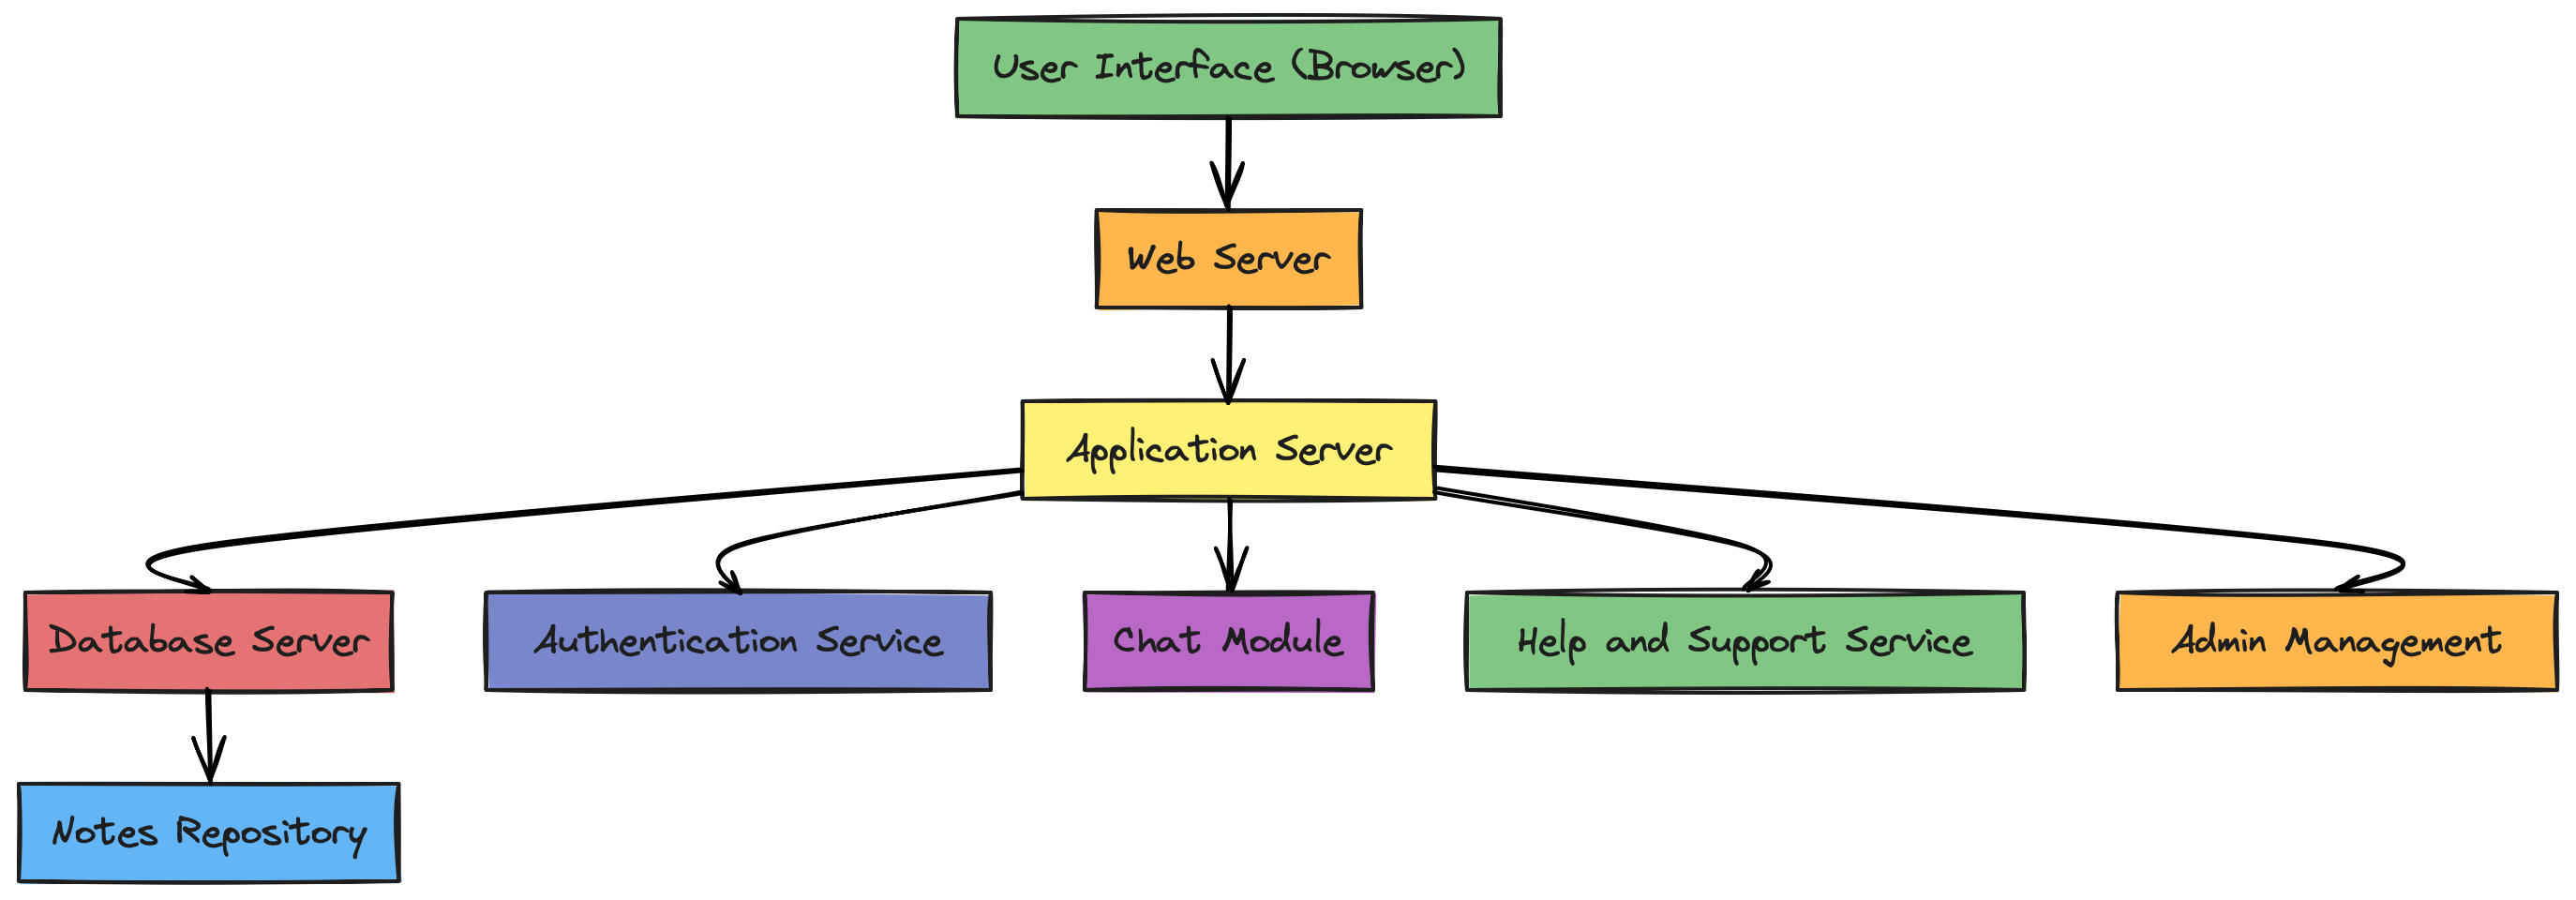 User Interface (Browser)
Web Server
Application Server
Database Server
Authentication Service
Chat Module
Help and Support Service
Admin Management
Notes Repository